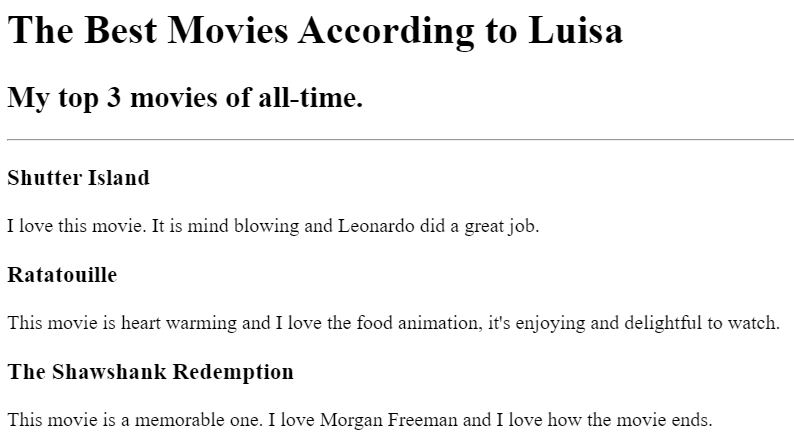 The Best Movies According to Luisa
My top 3 movies of all-time.
Shutter Island
I love this movie. It is mind blowing and Leonardo did a great job.
Ratatouille
This movie is heart warming and I love the food animation, it's enjoying and delightful to watch.
The Shawshank Redemption
This movie is a memorable one. I love Morgan Freeman and I love how the movie ends.